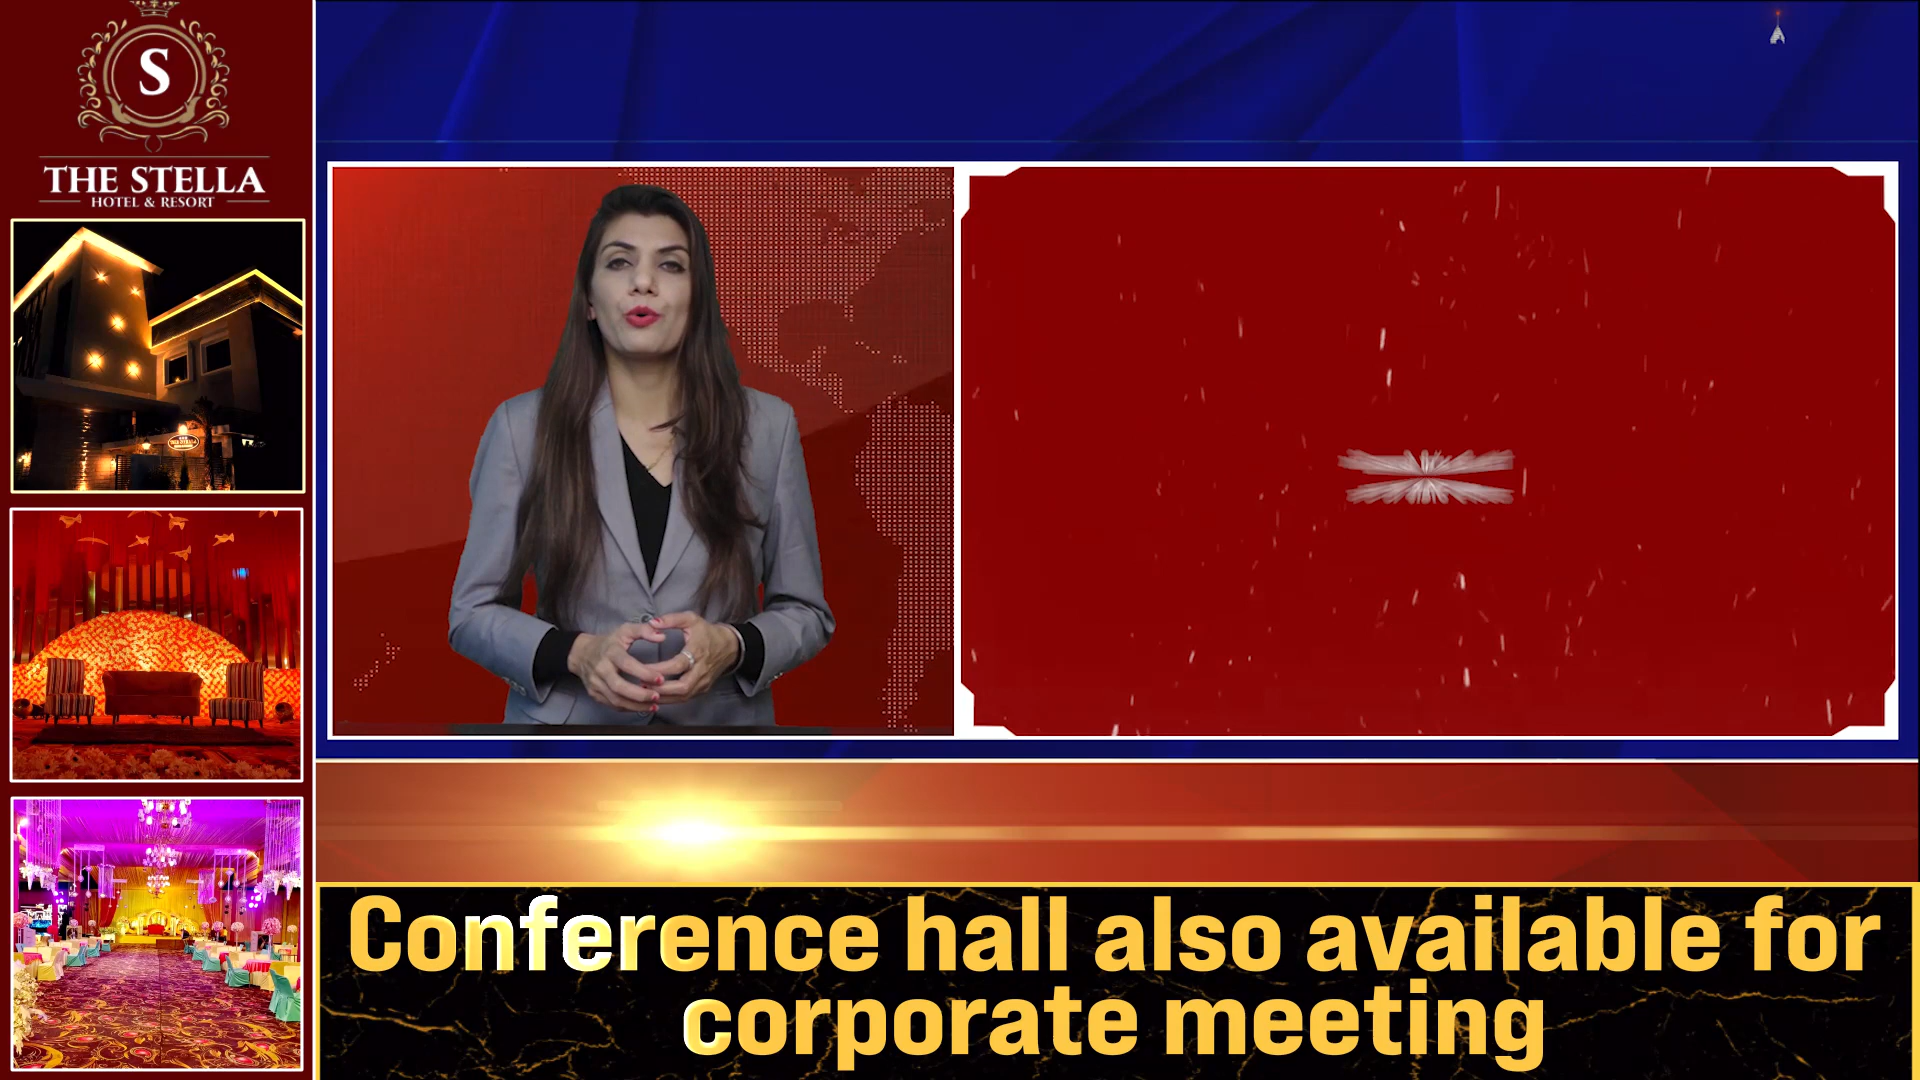 S
THE STELLA
HOTEL & RESORT
Conference hall also available for
corporate meeting